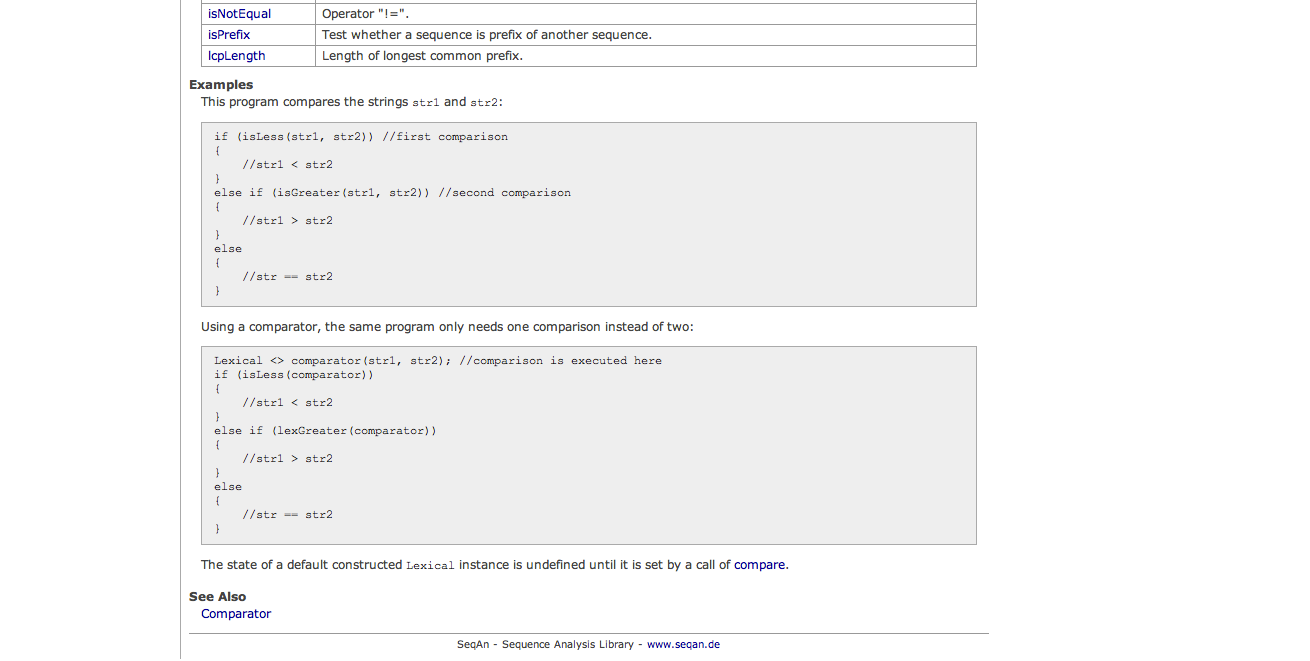 isNotEqual Operator "!=".
isPrefix Test whether a sequence is prefix of another sequence.
lcpLength Length of longest common prefix.
Examples
This program compares the strings str1 and str2:
if (isLess(str1, str2)) //first comparison
{
    //str1 < str2
}
else if (isGreater(str1, str2)) //second comparison
{
    //str1 > str2
}
else
{
    //str == str2
}
Using a comparator, the same program only needs one comparison instead of two:
Lexical <> comparator(str1, str2); //comparison is executed here
if (isLess(comparator))
{
    //str1 < str2
}
else if (lexGreater(comparator))
{
    //str1 > str2
}
else
{
    //str == str2
}
The state of a default constructed Lexical instance is undefined until it is set by a call of compare.
See Also
Comparator
SeqAn - Sequence Analysis Library - www.seqan.de